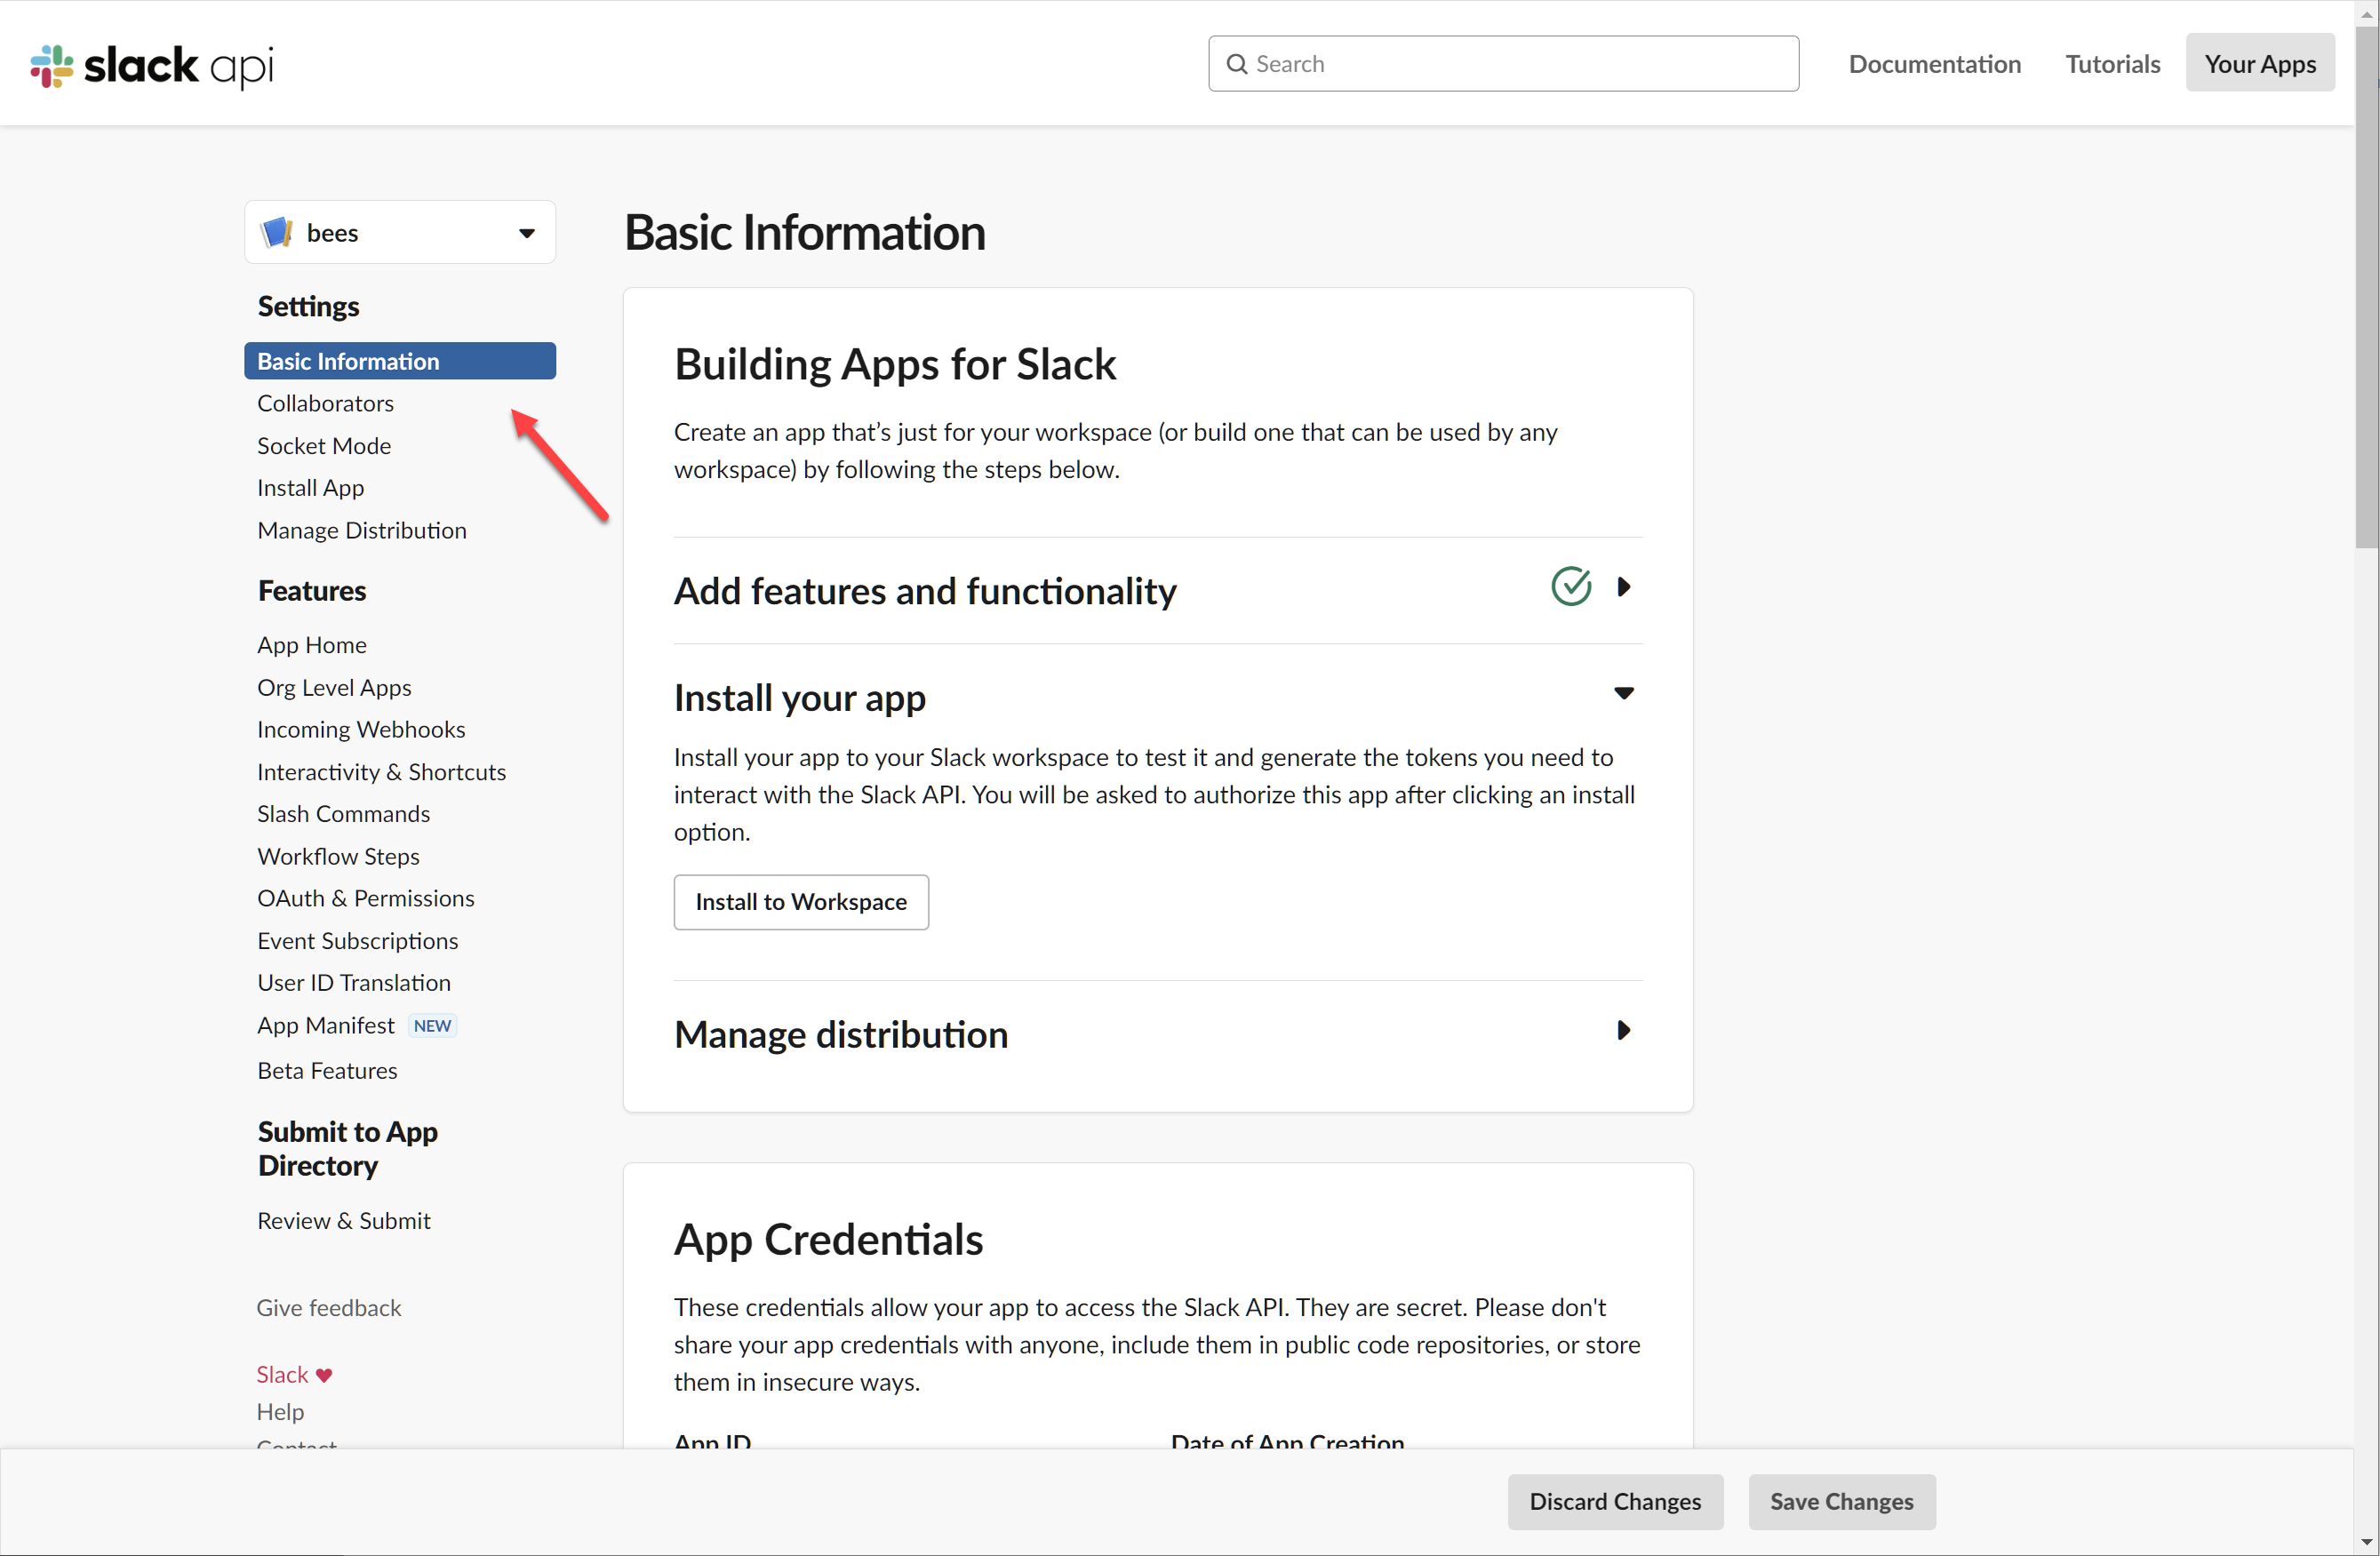 slack api
Search
Documentation
Tutorials
Your Apps
bees
Settings
Basic Information
Collaborators
Socket Mode
Install App
Manage Distribution
Features
App Home
Org Level Apps
Incoming Webhooks
Interactivity & Shortcuts
Slash Commands
Workflow Steps
OAuth & Permissions
Event Subscriptions
User ID Translation
App Manifest NEW
Beta Features
Submit to App
Directory
Review & Submit
Give feedback
Slack ♥
Help
Contact
Basic Information
Building Apps for Slack
Create an app that’s just for your workspace (or build one that can be used by any
workspace) by following the steps below.
Add features and functionality
Install your app
Install your app to your Slack workspace to test it and generate the tokens you need to
interact with the Slack API. You will be asked to authorize this app after clicking an install
option.
Install to Workspace
Manage distribution
App Credentials
These credentials allow your app to access the Slack API. They are secret. Please don't
share your app credentials with anyone, include them in public code repositories, or store
them in insecure ways.
App ID
Date of App Creation
Discard Changes
Save Changes